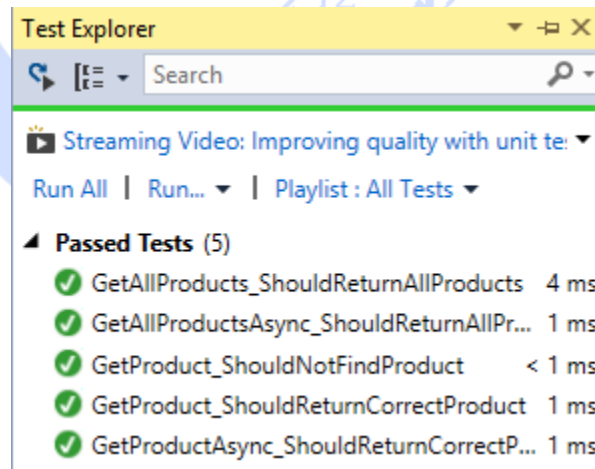 Test Explorer
Search
Streaming Video: Improving quality with unit te:
Run All | Run... | Playlist : All Tests
Passed Tests (5)
GetAllProducts_ShouldReturnAllProducts 4 ms
GetAllProductsAsync_ShouldReturnAllPr... 1 ms
GetProduct_ShouldNotFindProduct < 1 ms
GetProduct_ShouldReturnCorrectProduct 1 ms
GetProductAsync_ShouldReturnCorrectP... 1 ms